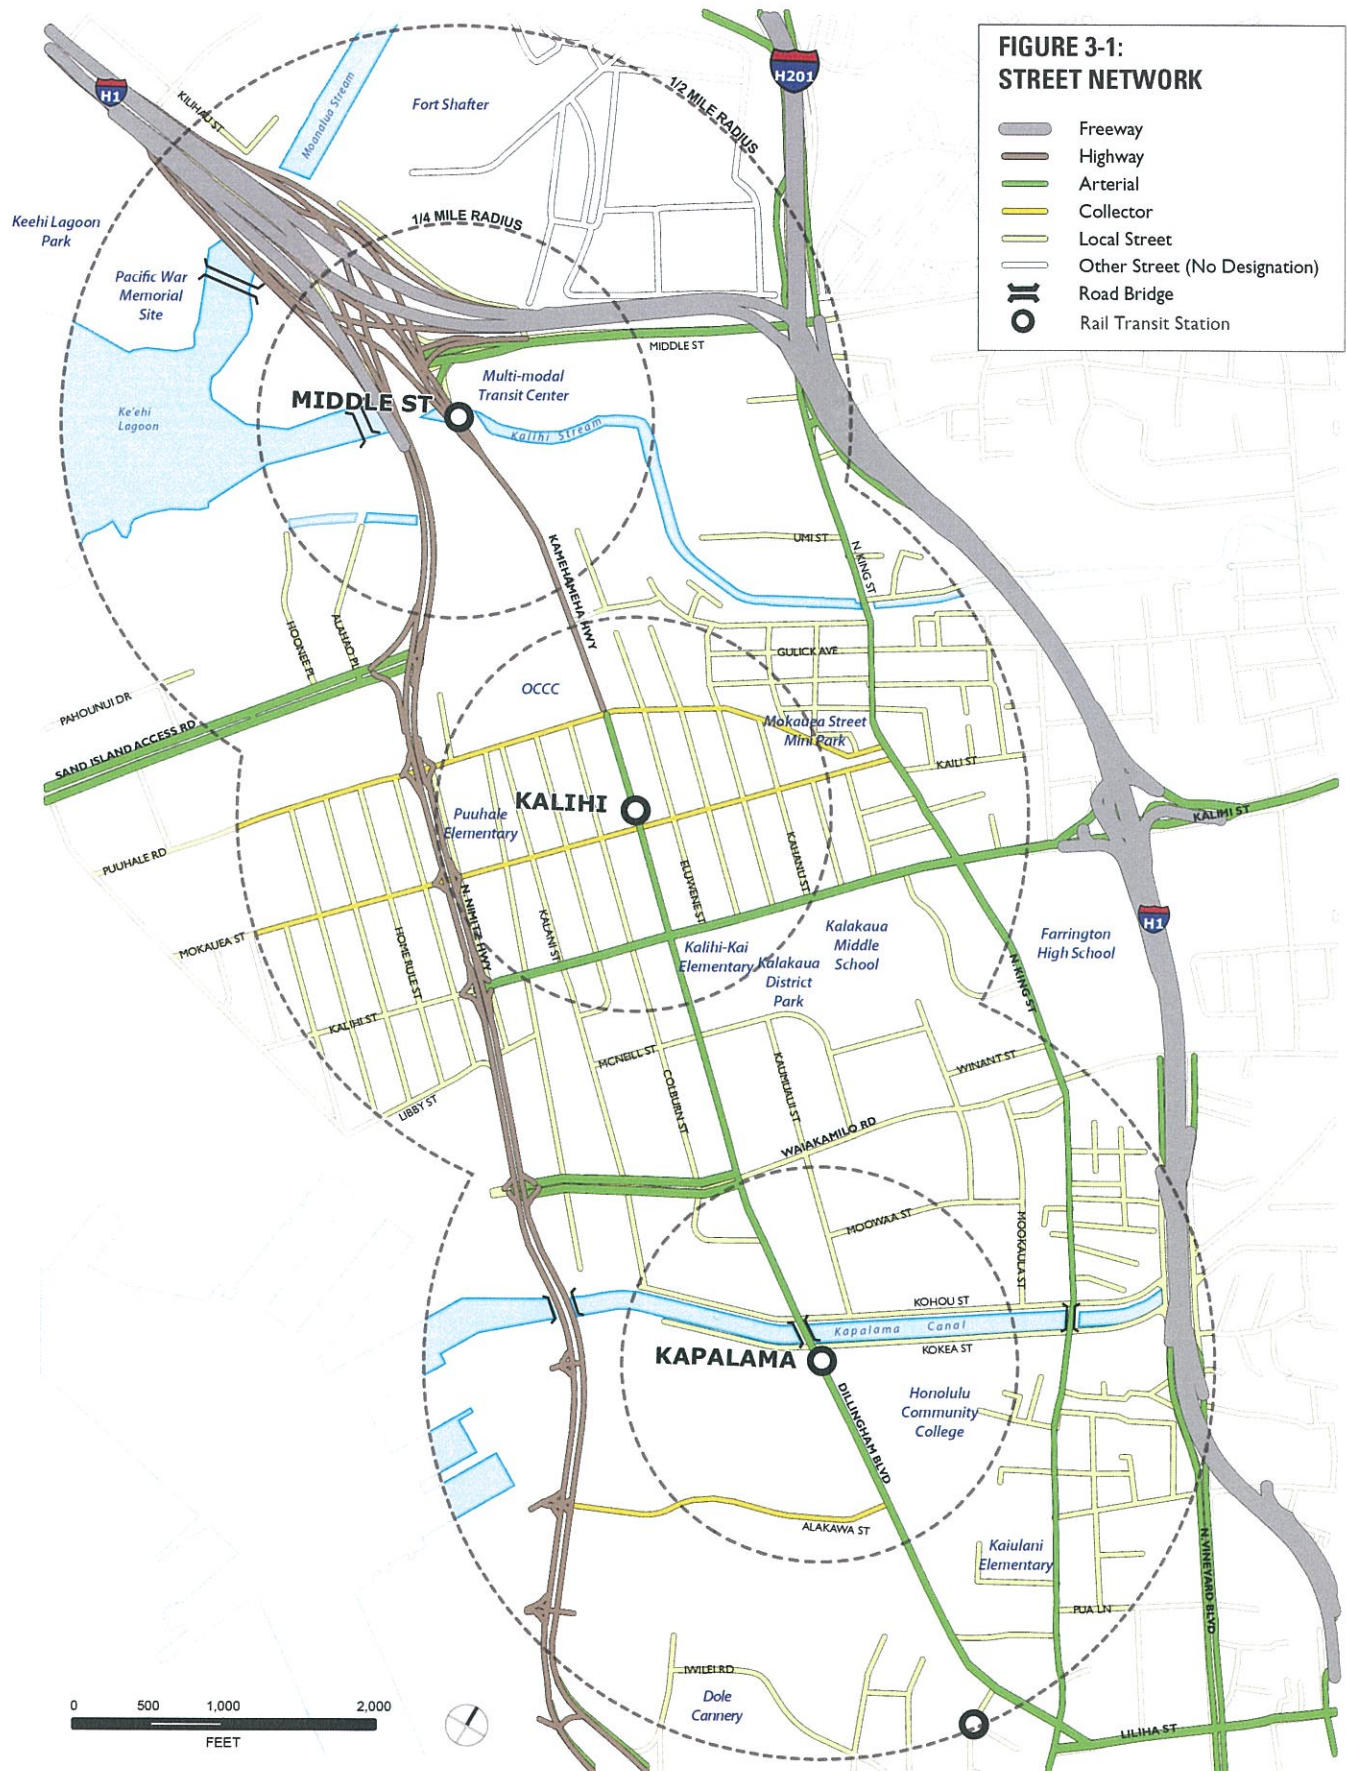 FIGURE 3-1:
STREET NETWORK
Freeway
Highway
Arterial
Collector
Local Street
Other Street (No Designation)
Road Bridge
Rail Transit Station
H201
H1
KILIHAU ST
Moanalua Stream
Fort Shafter
1/2 MILE RADIUS
1/4 MILE RADIUS
Keehi Lagoon
Park
Pacific War
Memorial
Site
MIDDLE ST
Multi-modal
Transit Center
MIDDLE ST
Ke'ehi
Lagoon
Kalihi Stream
UMI ST
N. KING ST
KAMEHAMEHA HWY
HOONEE PL
ALAHAO PL
GULICK AVE
OCCC
PAHOUNUI DR
SAND ISLAND ACCESS RD
Mokauea Street
Mini Park
KAILI ST
KALIHI
Puuhale
Elementary
KALIHI ST
PUUHALE RD
KAHANU ST
ELUWENE ST
N. NIMITZ HWY
KALANI ST
HOME RULE ST
MOKAUEA ST
H1
Kalihi-Kai
Elementary
Kalakaua
District
Park
Kalakaua
Middle
School
Farrington
High School
N. KING ST
KALIHI ST
MCNEILL ST
KAUMUALII ST
COLBURN ST
WINANT ST
LIBBY ST
WAIAKAMILO RD
MOOWAA ST
MOOKAULA ST
KOHOU ST
Kapalama Canal
KOKEA ST
KAPALAMA
DILLINGHAM BLVD
Honolulu
Community
College
ALAKAWA ST
Kaiulani
Elementary
N. VINEYARD BLVD
PUA LN
IWILEI RD
Dole
Cannery
LILIHA ST
0 500 1,000 2,000
FEET